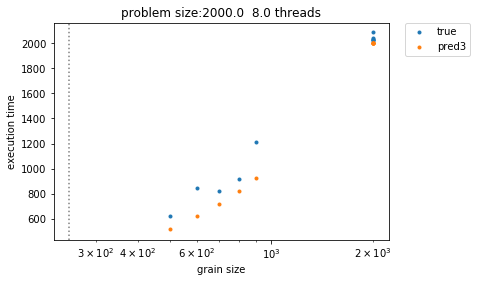 problem size:2000.0  8.0 threads
true
pred3
execution time
2000
1800
1600
1400
1200
1000
800
600
3 × 10²
4 × 10²
6 × 10²
10³
2 × 10³
grain size